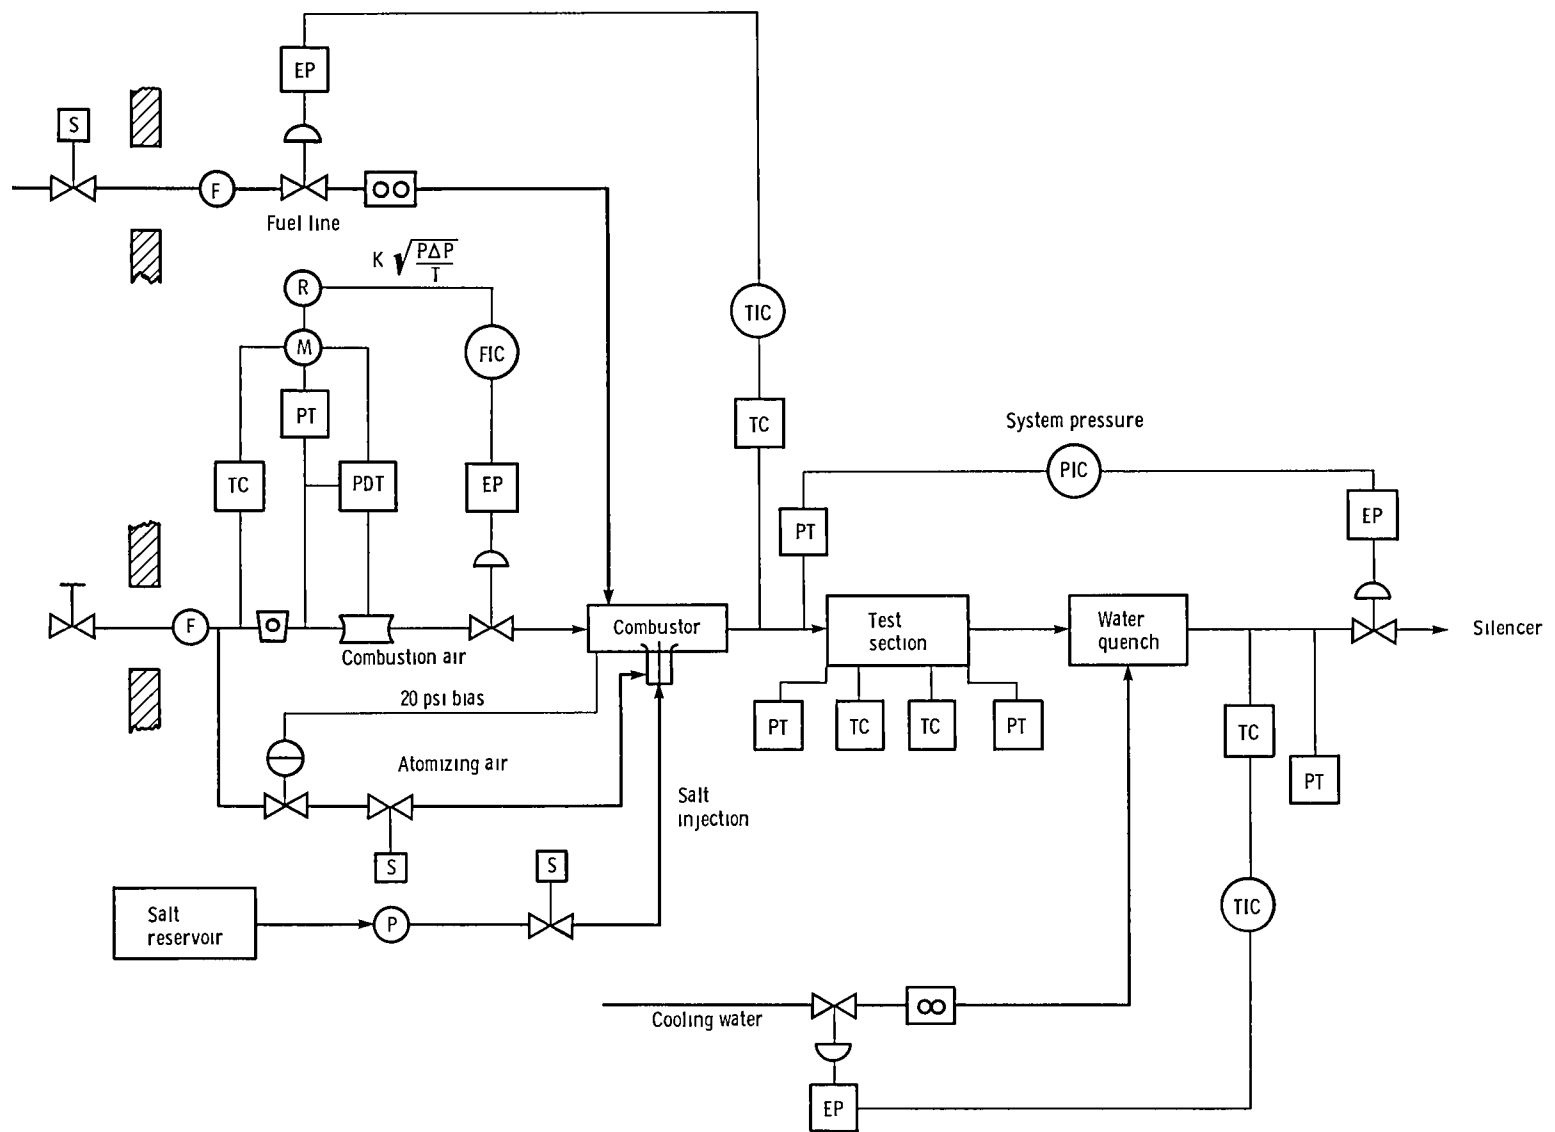 EP
S
F
Fuel line
K √(PΔP/T)
R
TIC
M
FIC
PT
TC
System pressure
PIC
TC
PDT
EP
EP
PT
F
Combustor
Test
section
Water
quench
Silencer
Combustion air
20 psi bias
PT
TC
TC
PT
TC
Atomizing air
PT
Salt
injection
S
S
Salt
reservoir
P
TIC
Cooling water
EP